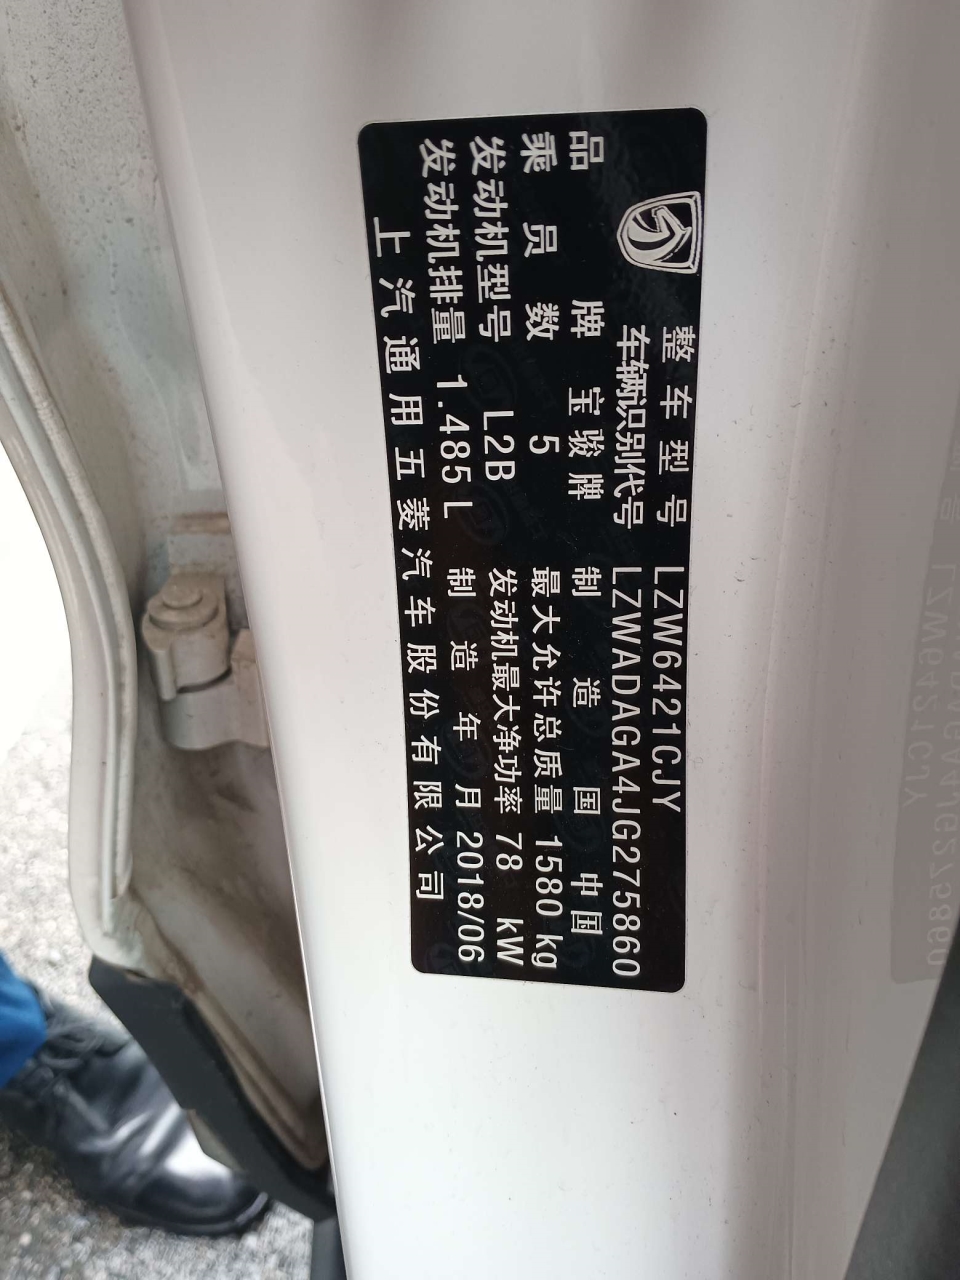 整车型号 LZW6421CJY
车辆识别代号 LZWADAGA4JG275860
品牌 宝骏牌 制造国 中国
乘员数 5 最大允许总质量 1580 kg
发动机型号 L2B 发动机最大净功率 78 kW
发动机排量 1.485 L 制造年月 2018/06
上汽通用五菱汽车股份有限公司